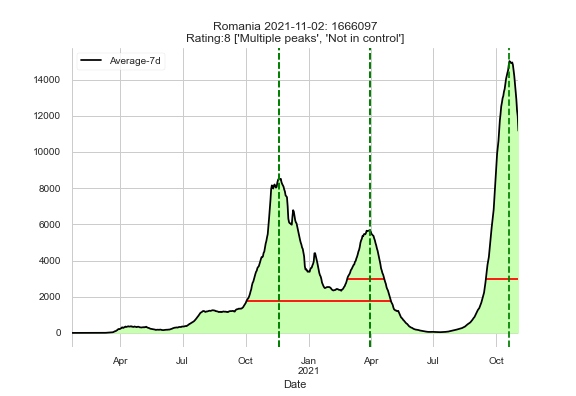 Romania 2021-11-02: 1666097
Rating:8 ['Multiple peaks', 'Not in control']
Average-7d
14000
12000
10000
8000
6000
4000
2000
0
Apr Jul Oct Jan Apr Jul Oct
2021
Date